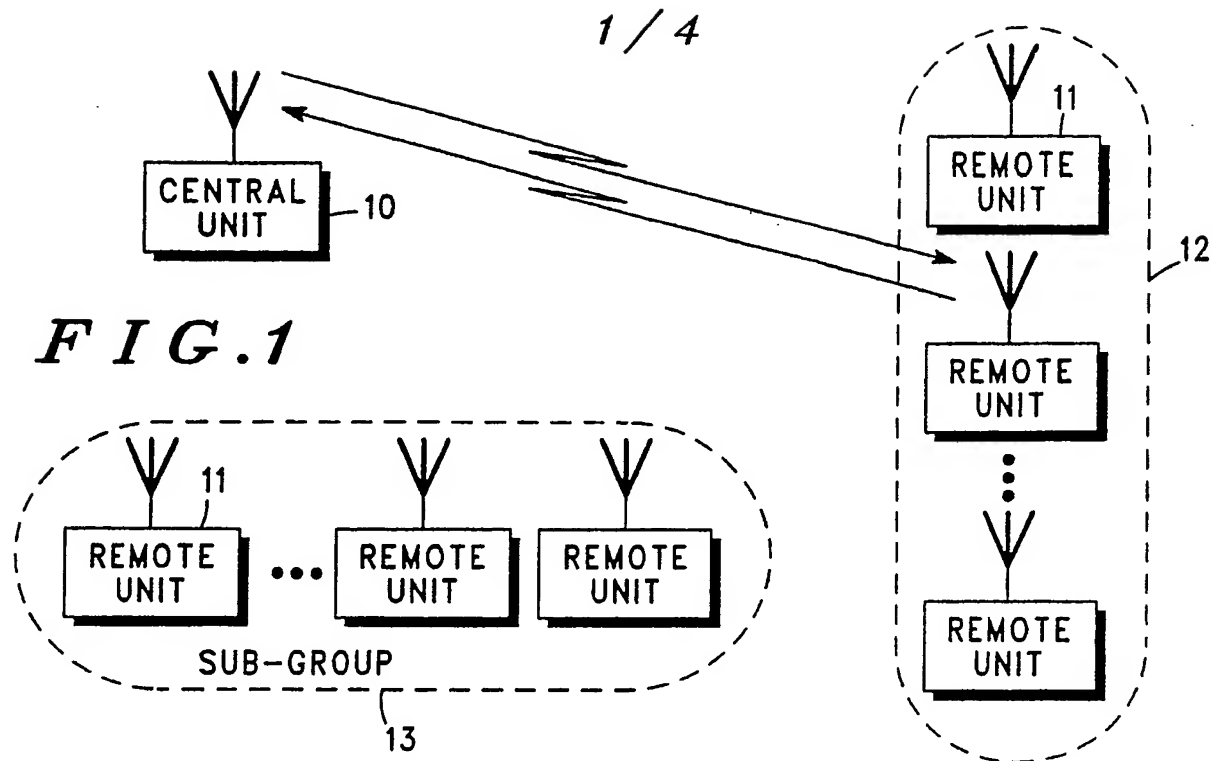 1/4
CENTRAL
UNIT
10
11
REMOTE
UNIT
12
REMOTE
UNIT
REMOTE
UNIT
FIG.1
11
REMOTE
UNIT
REMOTE
UNIT
REMOTE
UNIT
SUB-GROUP
13